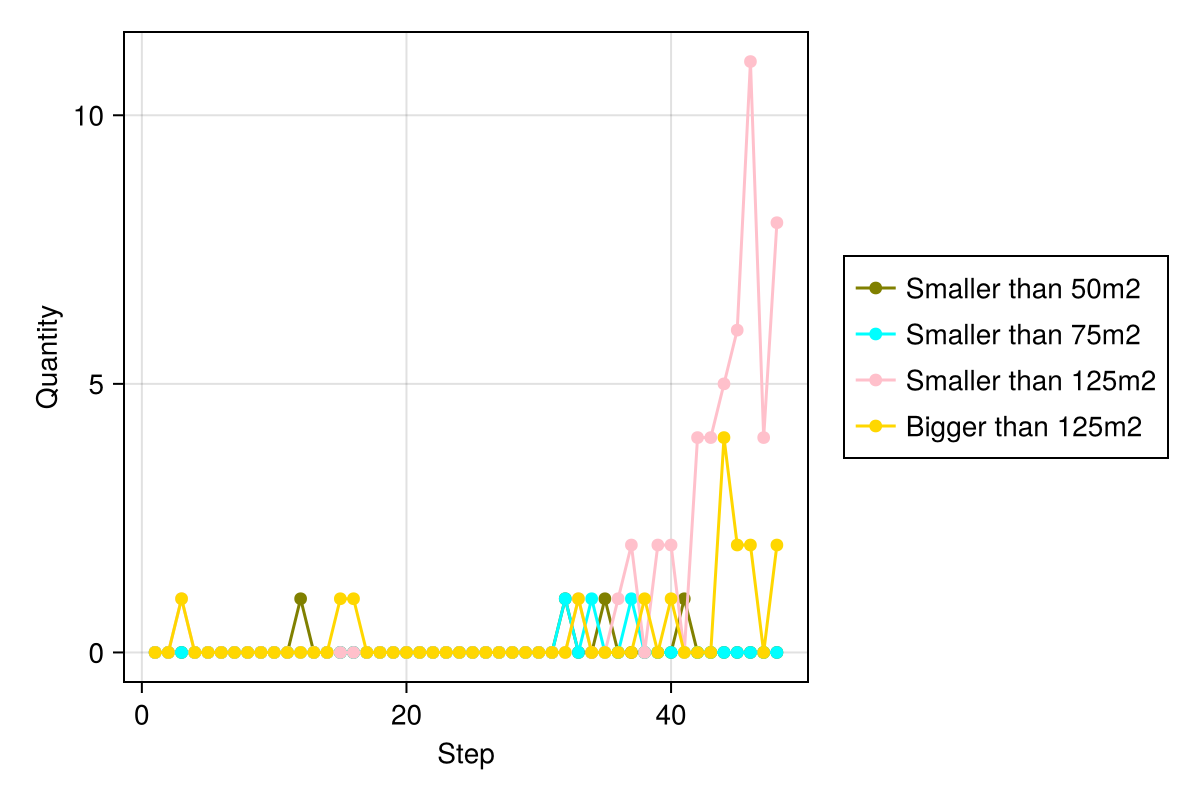 10
5
0
Quantity
0
20
40
Step
Smaller than 50m2
Smaller than 75m2
Smaller than 125m2
Bigger than 125m2